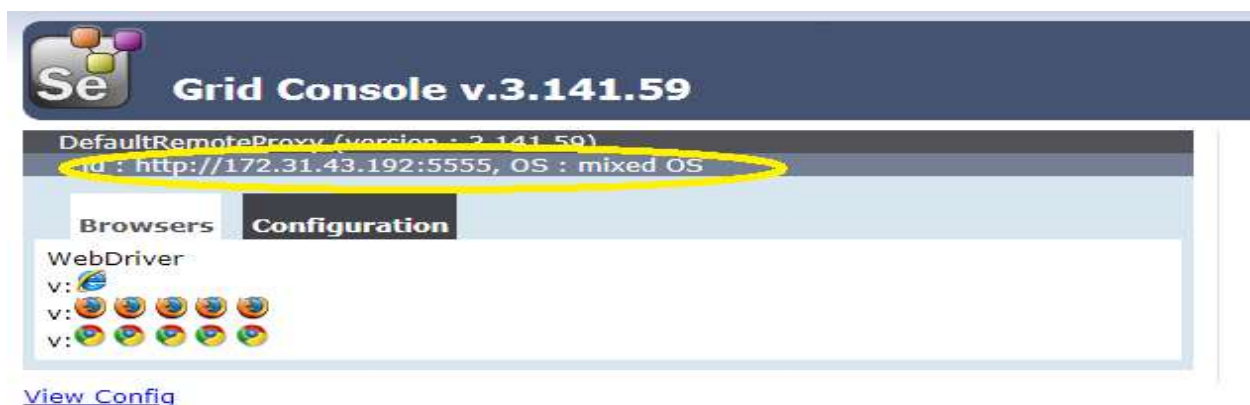 Se
Grid Console v.3.141.59
DefaultRemoteProxy (version : 3.141.59)
id : http://172.31.43.192:5555, OS : mixed OS
Browsers Configuration
WebDriver
v:
v:
v:
View Config